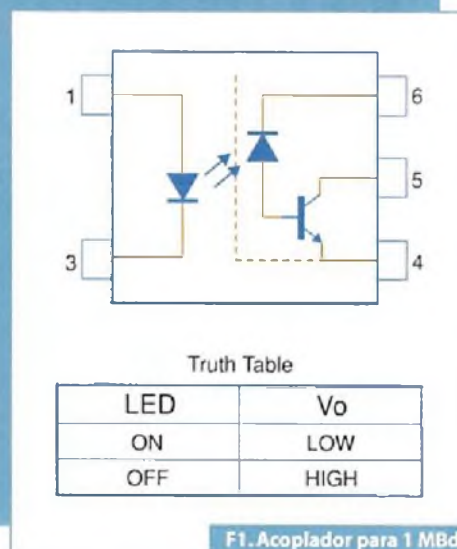 1
6
5
3
4
Truth Table
LED Vo
ON LOW
OFF HIGH
F1. Acoplador para 1 MBd